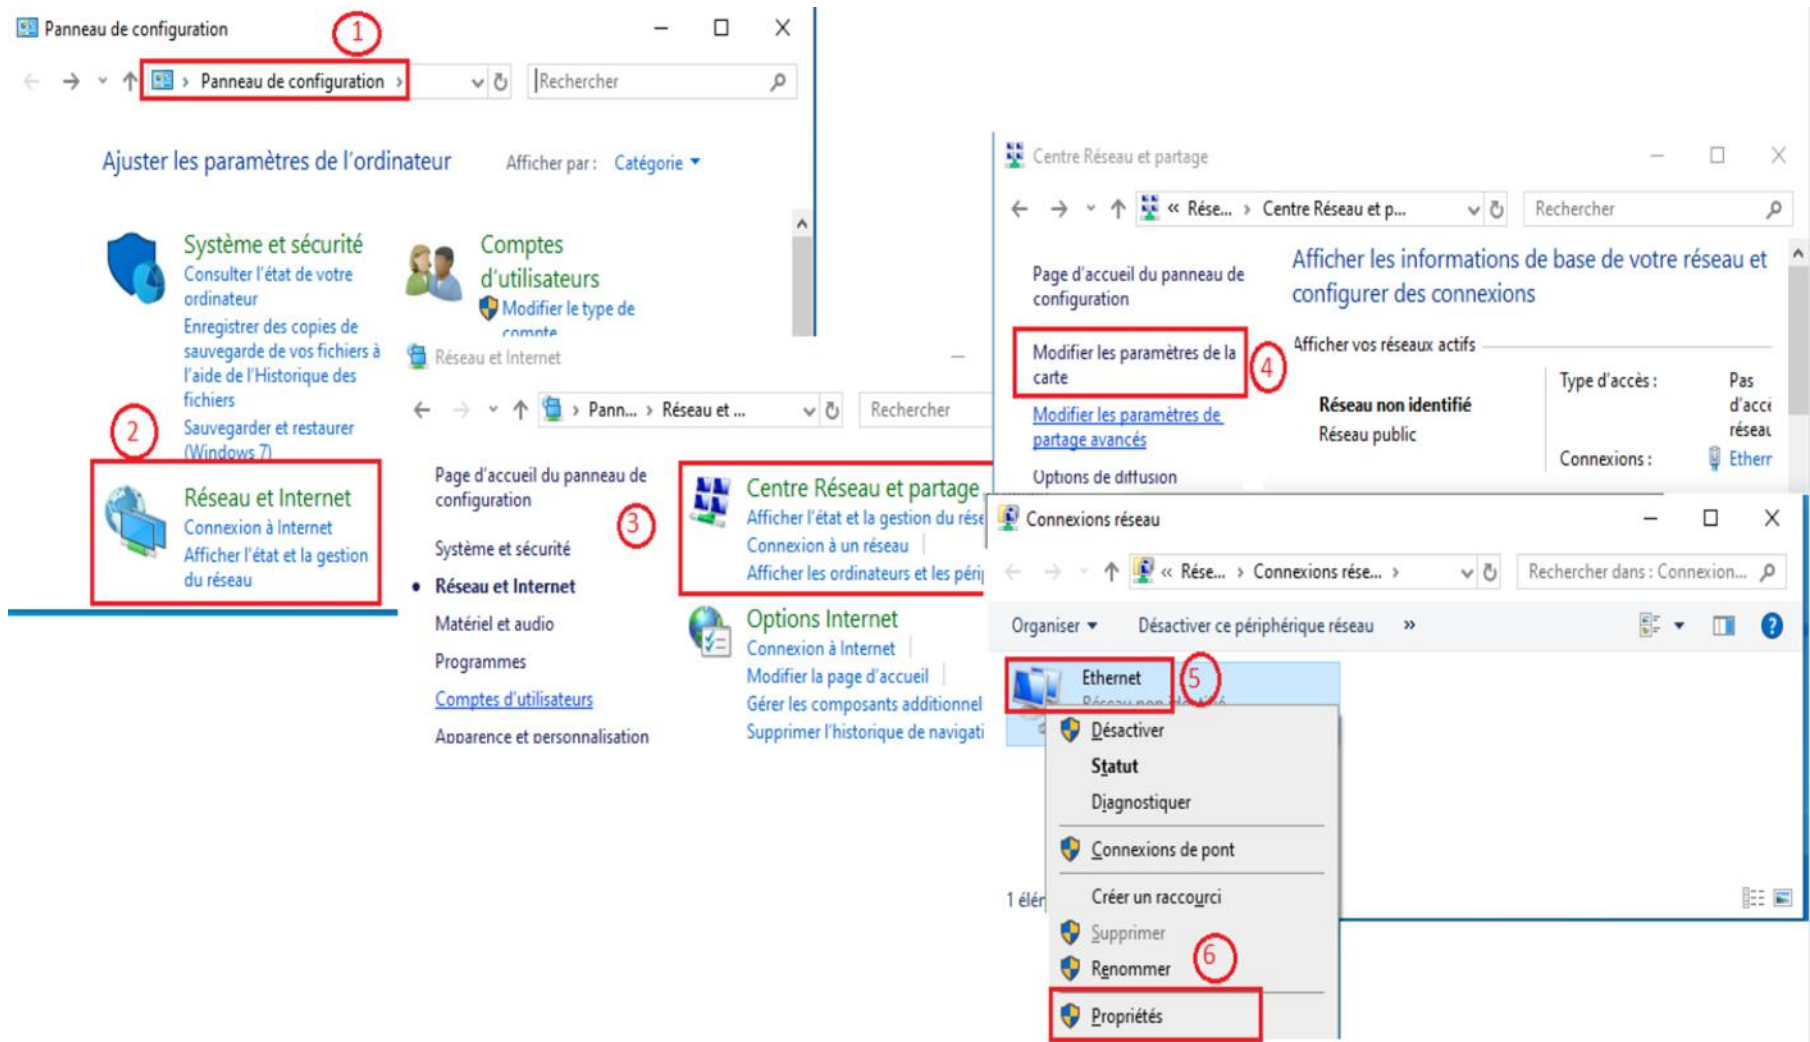 Panneau de configuration
1
Panneau de configuration
Rechercher
Ajuster les paramètres de l'ordinateur
Afficher par : Catégorie
Système et sécurité
Consulter l'état de votre
ordinateur
Enregistrer des copies de
sauvegarde de vos fichiers à
l'aide de l'Historique des
fichiers
Sauvegarder et restaurer
(Windows 7)
2
Réseau et Internet
Connexion à Internet
Afficher l'état et la gestion
du réseau
Comptes
d'utilisateurs
Modifier le type de
compte
Réseau et Internet
Pann... > Réseau et ...
Rechercher
Page d'accueil du panneau de
configuration
Système et sécurité
Réseau et Internet
Matériel et audio
Programmes
Comptes d'utilisateurs
Apparence et personnalisation
3
Centre Réseau et partage
Afficher l'état et la gestion du rése
Connexion à un réseau
Afficher les ordinateurs et les péri
Options Internet
Connexion à Internet
Modifier la page d'accueil
Gérer les composants additionnel
Supprimer l'historique de navigati
Centre Réseau et partage
« Rése... > Centre Réseau et p...
Rechercher
Page d'accueil du panneau de
configuration
Modifier les paramètres de la
carte
4
Modifier les paramètres de
partage avancés
Options de diffusion
Afficher les informations de base de votre réseau et
configurer des connexions
Afficher vos réseaux actifs
Réseau non identifié
Réseau public
Type d'accès : Pas
d'accè
réseau
Connexions : Ethern
Connexions réseau
« Rése... > Connexions rése... >
Rechercher dans : Connexion...
Organiser
Désactiver ce périphérique réseau
»
Ethernet
5
Réseau non identifié
Désactiver
Statut
Diagnostiquer
Connexions de pont
Créer un raccourci
Supprimer
Renommer
6
Propriétés
1 élén